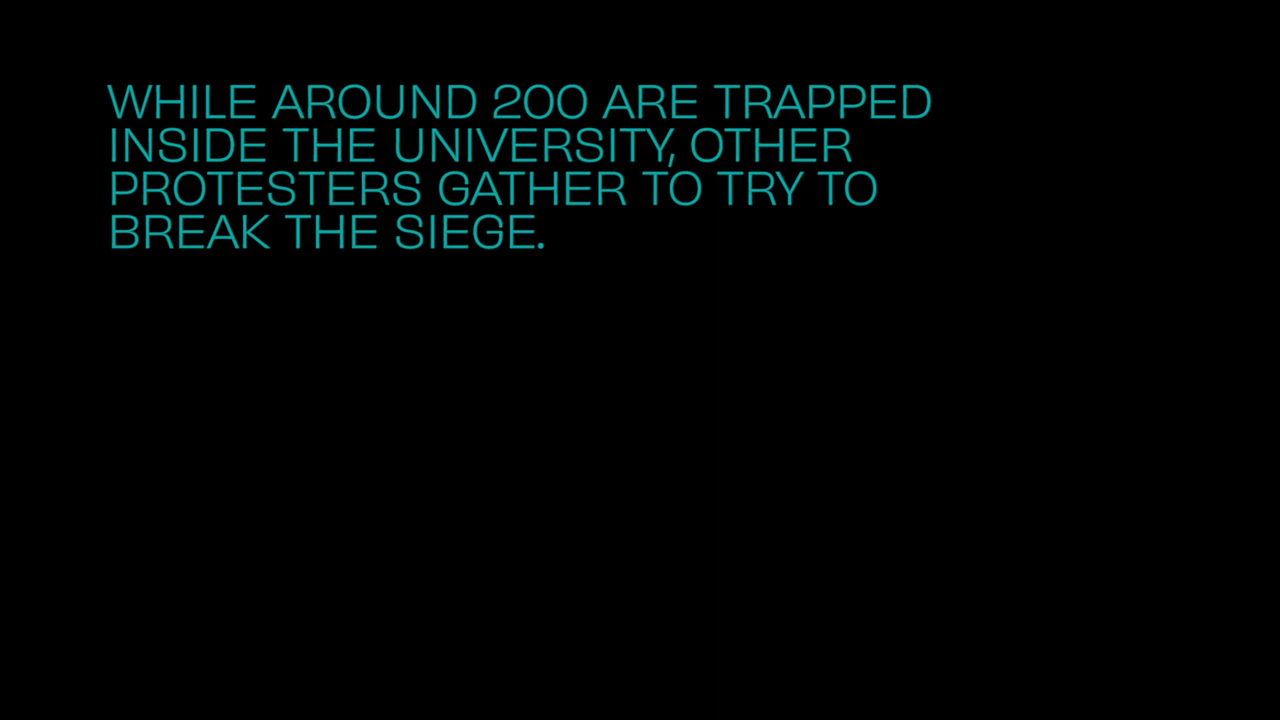 WHILE AROUND 200 ARE TRAPPED
INSIDE THE UNIVERSITY, OTHER
PROTESTERS GATHER TO TRY TO
BREAK THE SIEGE.